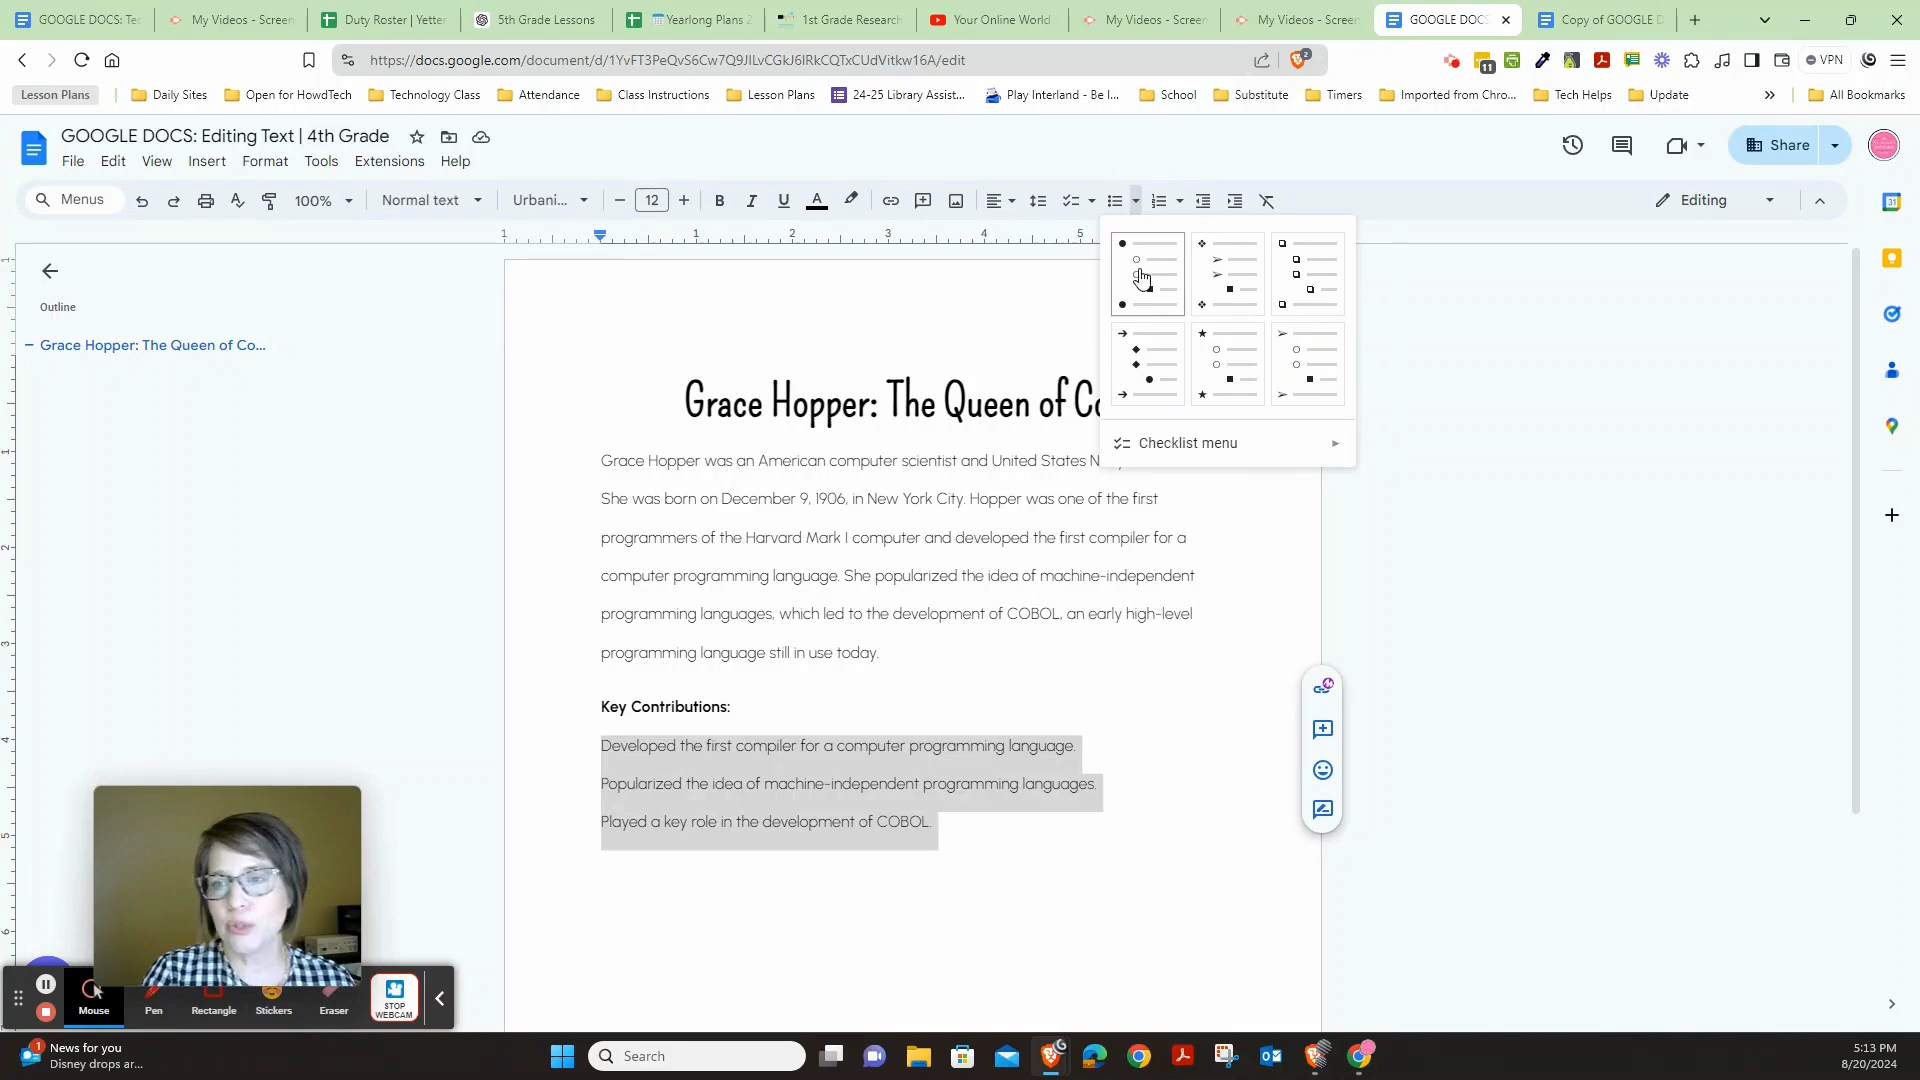 GOOGLE DOCS: Tec
My Videos - Screen
Duty Roster | Yetter
5th Grade Lessons
Yearlong Plans 2
1st Grade Research
Your Online World
My Videos - Screen
My Videos - Screen
GOOGLE DOCS
Copy of GOOGLE D
https://docs.google.com/document/d/1YvFT3PeQvS6Cw7Q9JILvCGkJ6IRkCQTxCUdVitkw16A/edit
2
11
VPN
Lesson Plans
Daily Sites
Open for HowdTech
Technology Class
Attendance
Class Instructions
Lesson Plans
24-25 Library Assist...
Play Interland - Be I...
School
Substitute
Timers
Imported from Chro...
Tech Helps
Update
All Bookmarks
GOOGLE DOCS: Editing Text | 4th Grade
Share
File Edit View Insert Format Tools Extensions Help
Menus
100%
Normal text
Urbani...
12
B I U A
Editing
1 1 2 3 4 5
Outline
Grace Hopper: The Queen of Co...
Grace Hopper: The Queen of Co
Checklist menu
Grace Hopper was an American computer scientist and United States N
She was born on December 9, 1906, in New York City. Hopper was one of the first
programmers of the Harvard Mark I computer and developed the first compiler for a
computer programming language. She popularized the idea of machine-independent
programming languages, which led to the development of COBOL, an early high-level
programming language still in use today.
Key Contributions:
Developed the first compiler for a computer programming language.
Popularized the idea of machine-independent programming languages.
Played a key role in the development of COBOL.
Mouse
Pen
Rectangle
Stickers
Eraser
STOP
WEBCAM
1
News for you
Disney drops ar...
Search
5:13 PM
8/20/2024